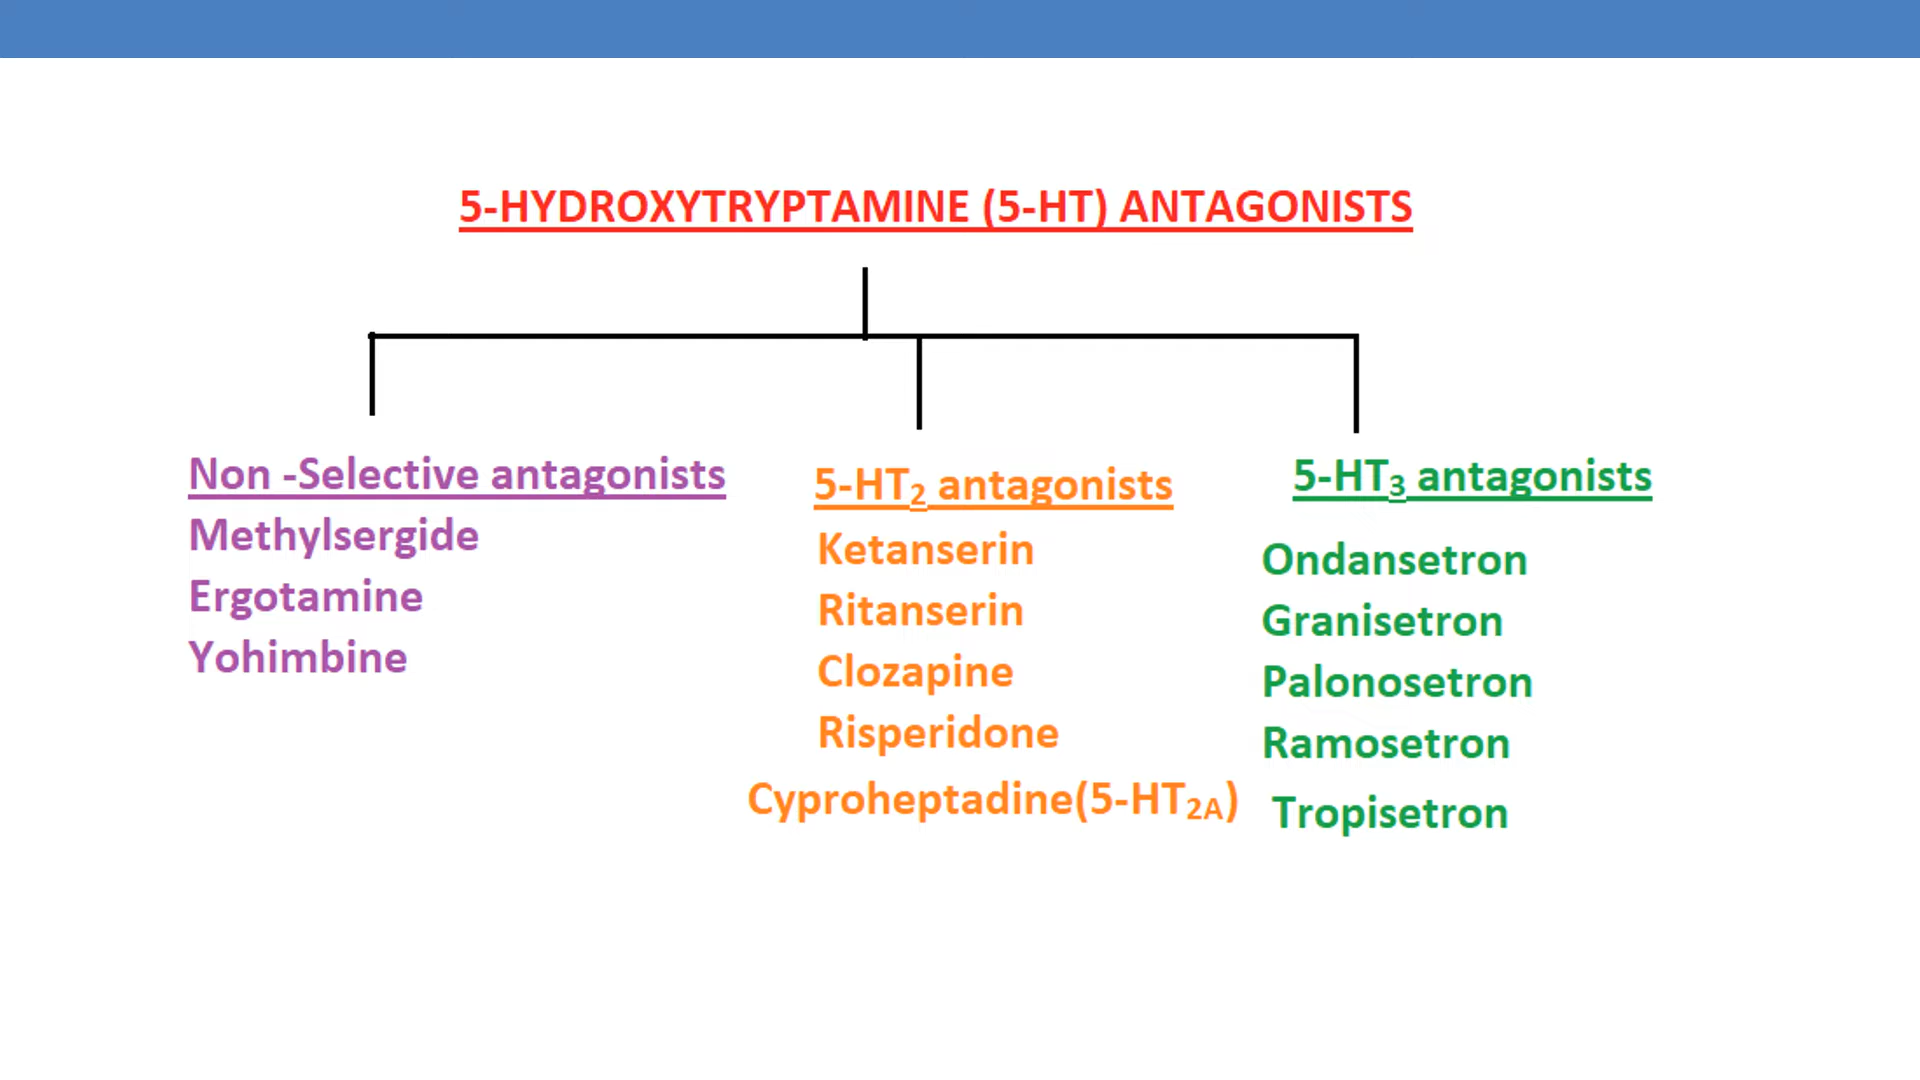 5-HYDROXYTRYPTAMINE (5-HT) ANTAGONISTS
Non -Selective antagonists
Methylsergide
Ergotamine
Yohimbine
5-HT₂ antagonists
Ketanserin
Ritanserin
Clozapine
Risperidone
Cyproheptadine(5-HT₂A)
5-HT₃ antagonists
Ondansetron
Granisetron
Palonosetron
Ramosetron
Tropisetron